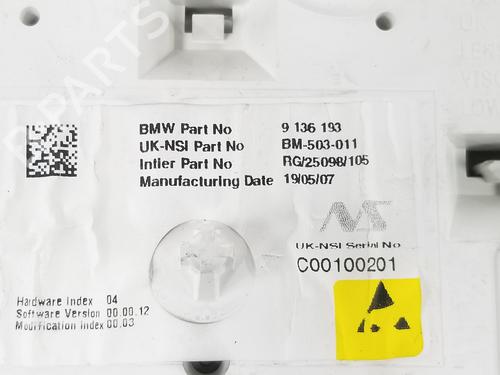 BMW Part No 9 136 193
UK-NSI Part No BM-503-011
Intier Part No RG/25098/105
Manufacturing Date 19/05/07
NS
UK-NSI Serial No
C00100201
Hardware Index 04
Software Version 00.00.12
Modification Index 00.03